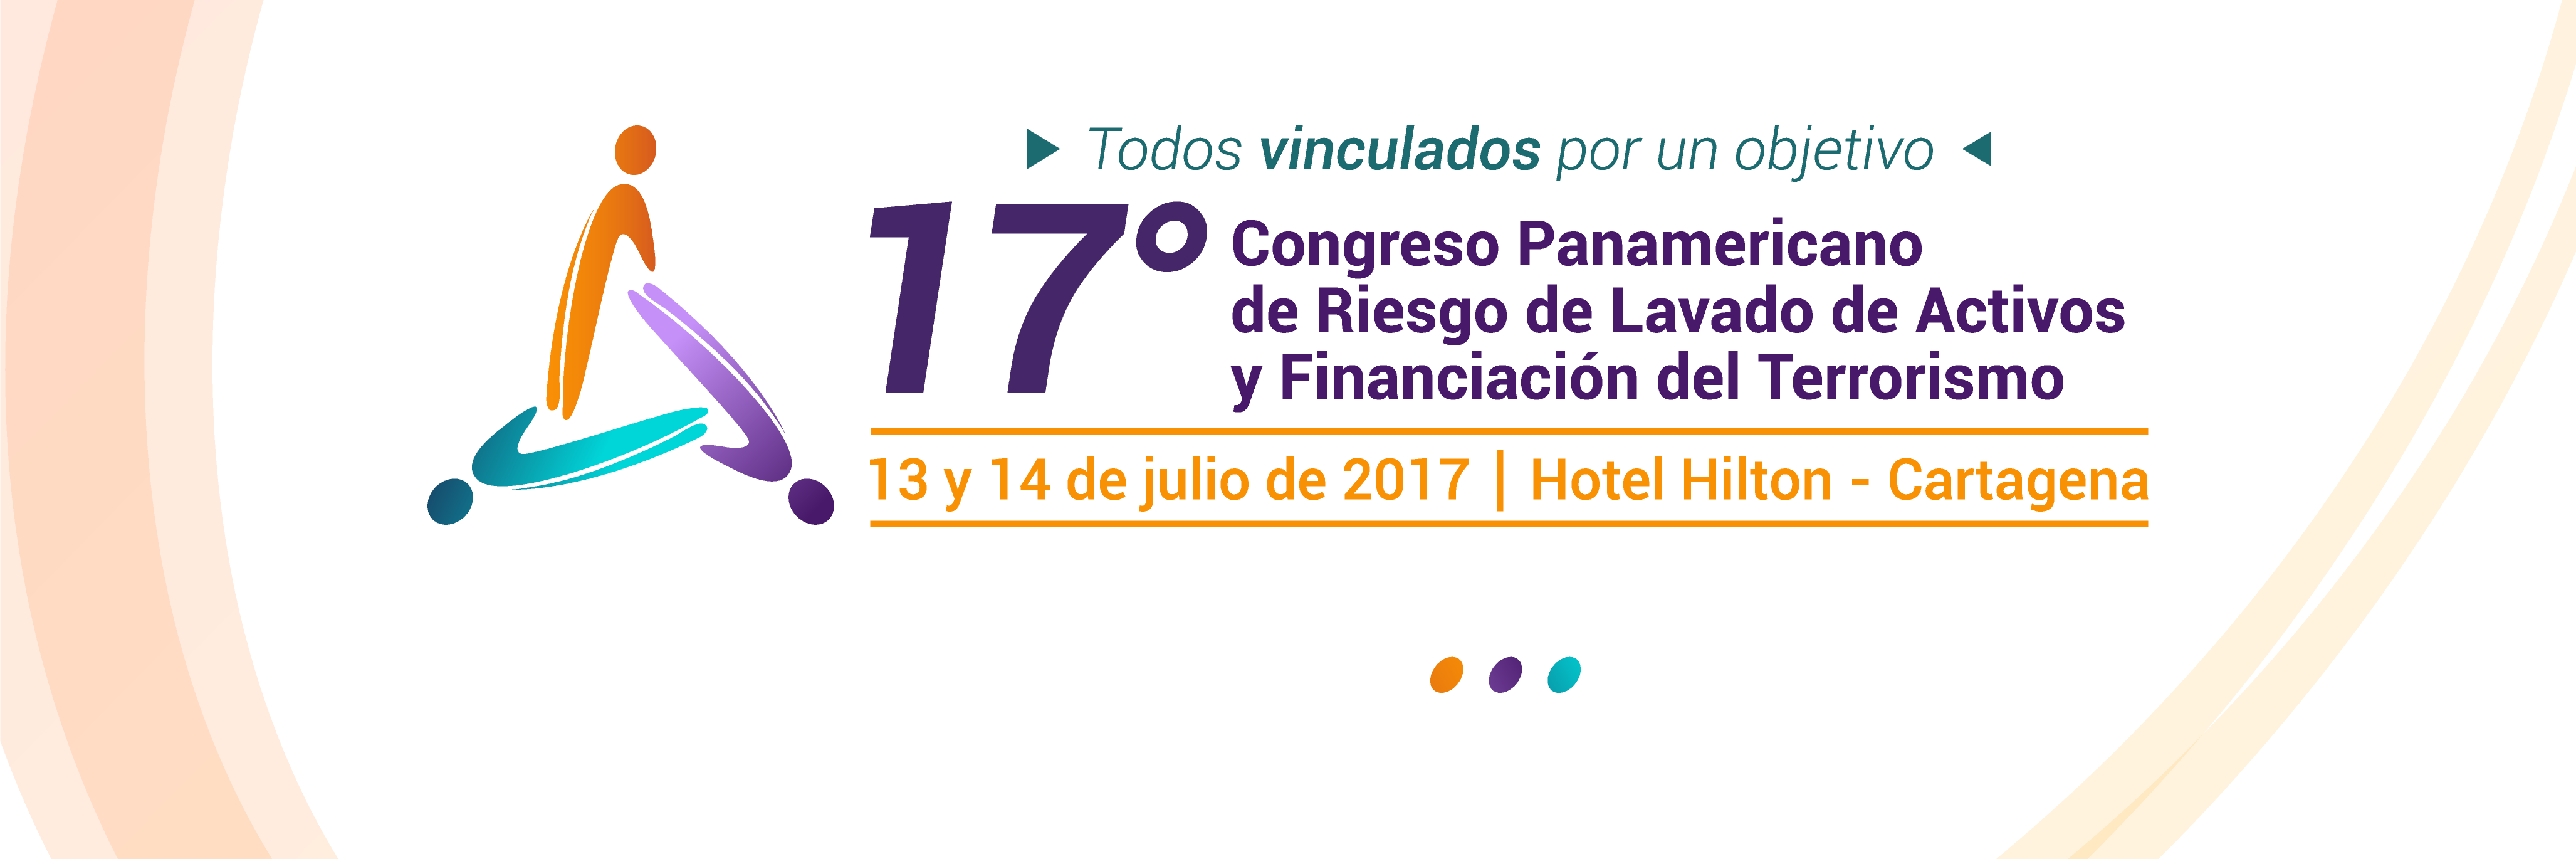 Todos vinculados por un objetivo
17° Congreso Panamericano
de Riesgo de Lavado de Activos
y Financiación del Terrorismo
13 y 14 de julio de 2017 | Hotel Hilton - Cartagena